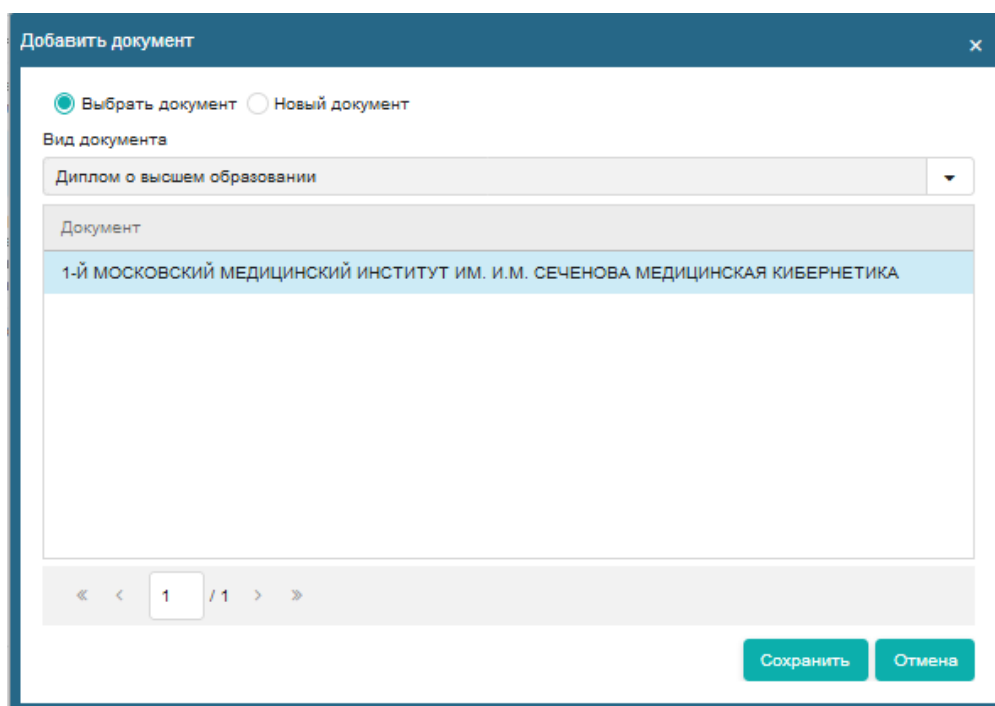 Добавить документ ×
Выбрать документ Новый документ
Вид документа
Диплом о высшем образовании
Документ
1-Й МОСКОВСКИЙ МЕДИЦИНСКИЙ ИНСТИТУТ ИМ. И.М. СЕЧЕНОВА МЕДИЦИНСКАЯ КИБЕРНЕТИКА
« < 1 / 1 > »
Сохранить Отмена